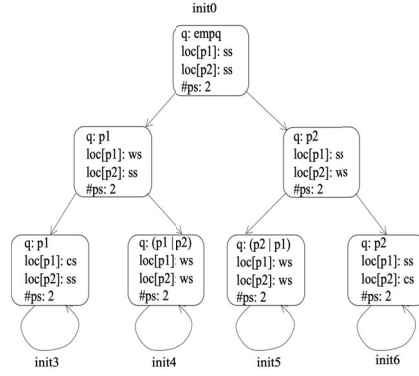 init0
q: empq
loc[p1]: ss
loc[p2]: ss
#ps: 2
q: p1
loc[p1]: ws
loc[p2]: ss
#ps: 2
q: p2
loc[p1]: ss
loc[p2]: ws
#ps: 2
q: p1
loc[p1]: cs
loc[p2]: ss
#ps: 2
q: (p1 | p2)
loc[p1]: ws
loc[p2]: ws
#ps: 2
q: (p2 | p1)
loc[p1]: ws
loc[p2]: ws
#ps: 2
q: p2
loc[p1]: ss
loc[p2]: cs
#ps: 2
init3
init4
init5
init6